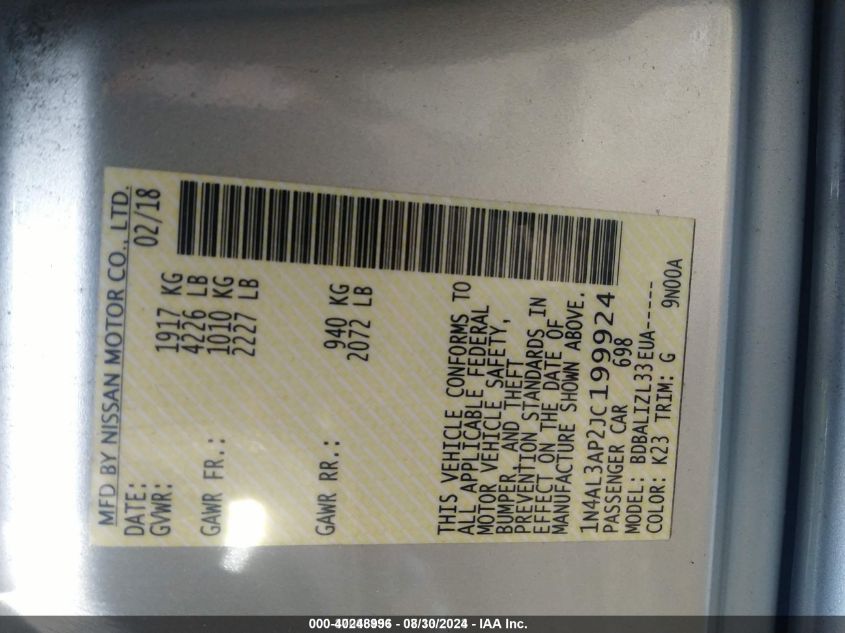 MFD BY NISSAN MOTOR CO., LTD.
DATE: 02/18
GVWR: 1917 KG
4226 LB
GAWR FR.: 1010 KG
2227 LB
GAWR RR.: 940 KG
2072 LB
THIS VEHICLE CONFORMS TO
ALL APPLICABLE FEDERAL
MOTOR VEHICLE SAFETY,
BUMPER, AND THEFT
PREVENTION STANDARDS IN
EFFECT ON THE DATE OF
MANUFACTURE SHOWN ABOVE.
1N4AL3AP2JC199924
PASSENGER CAR 698
MODEL: BDBALIZL33EUA-----
COLOR: K23 TRIM: G 9N00A
000-40248996 - 08/30/2024 - IAA Inc.